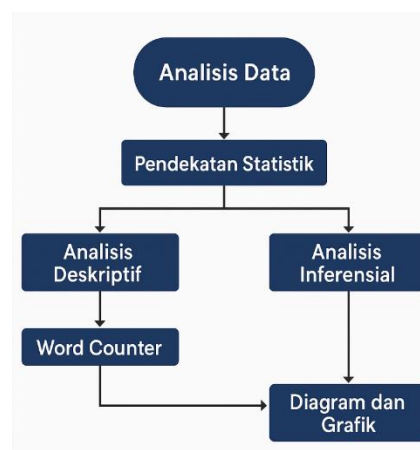 Analisis Data
Pendekatan Statistik
Analisis
Deskriptif
Analisis
Inferensial
Word Counter
Diagram dan
Grafik